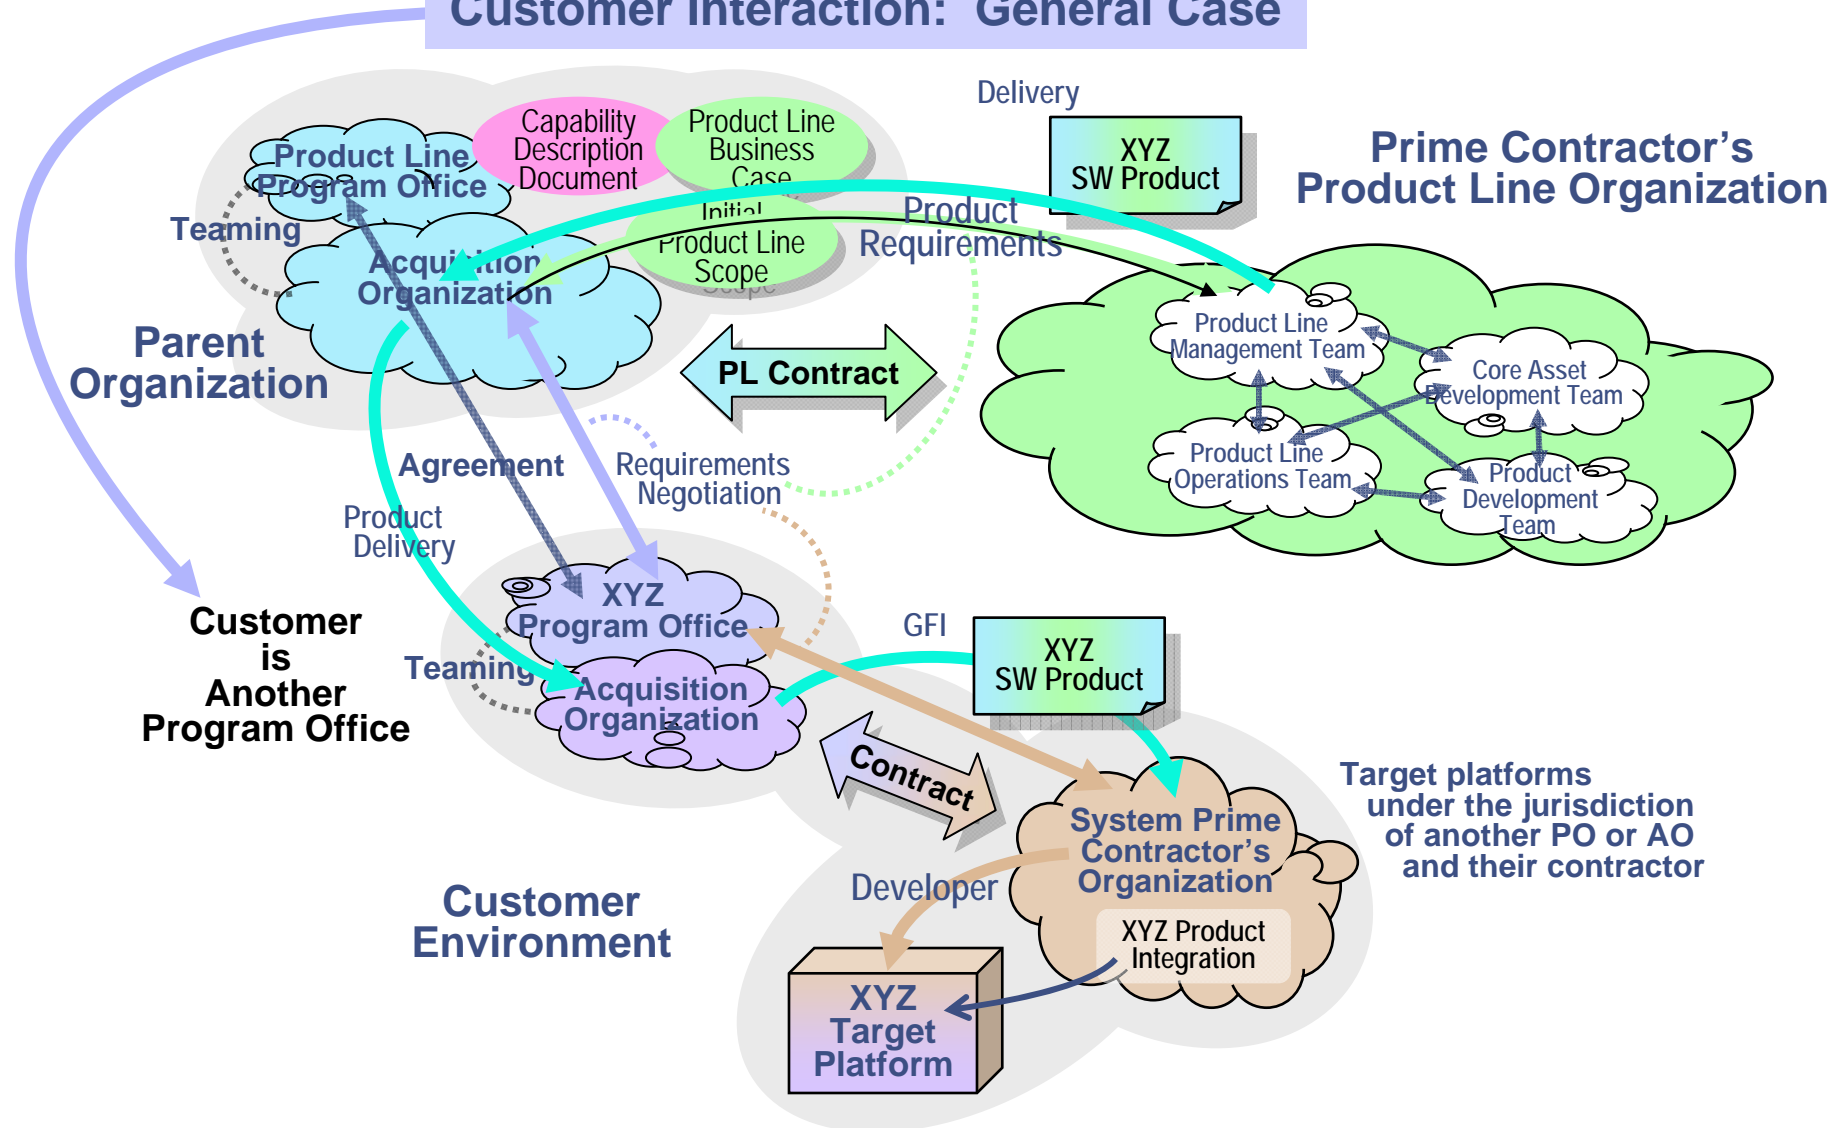 Customer Interaction: General Case
Delivery
Capability
Description
Document
Product Line
Business
Case
XYZ
SW Product
Prime Contractor's
Product Line Organization
Product Line
Program Office
Teaming
Initial
Product Line
Scope
Scope
Product
Requirements
Acquisition
Organization
Parent
Organization
PL Contract
Product Line
Management Team
Core Asset
Development Team
Product Line
Operations Team
Product
Development
Team
Agreement
Requirements
Negotiation
Product
Delivery
Customer
is
Another
Program Office
XYZ
Program Office
Teaming
Acquisition
Organization
GFI
XYZ
SW Product
Contract
Target platforms
under the jurisdiction
of another PO or AO
and their contractor
System Prime
Contractor's
Organization
Developer
Customer
Environment
XYZ Product
Integration
XYZ
Target
Platform